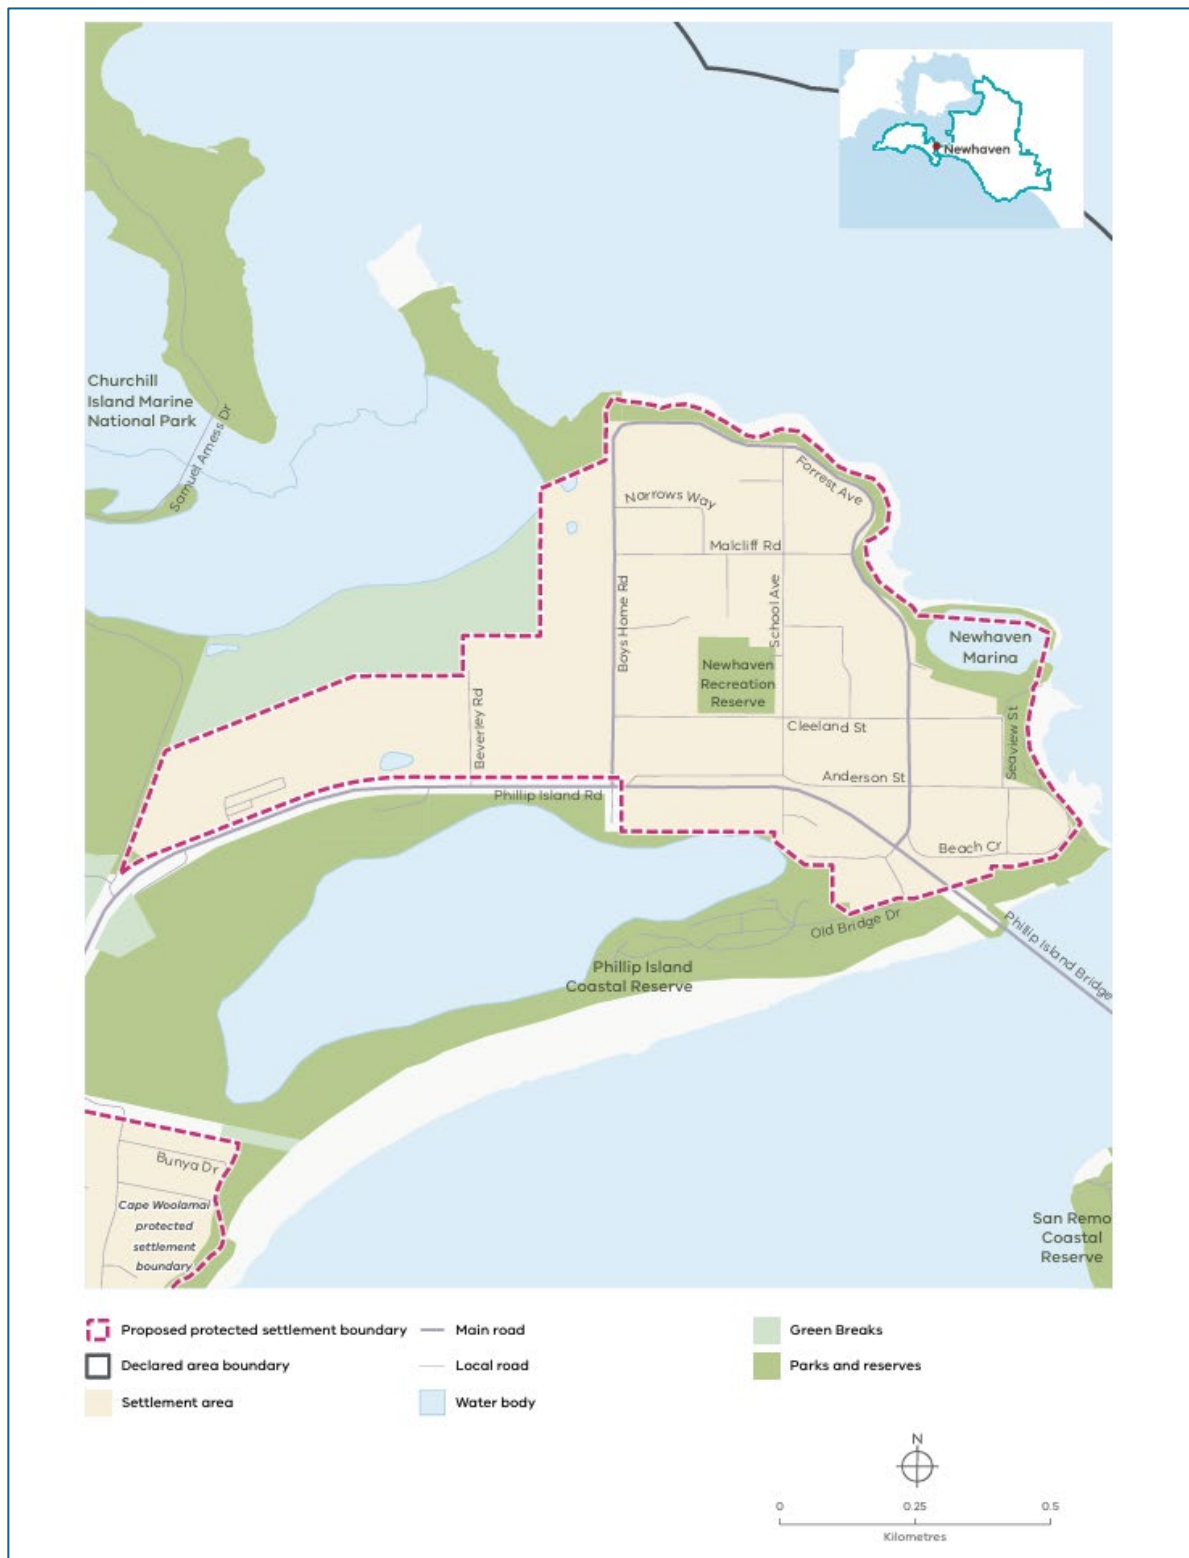 Newhaven
Churchill
Island Marine
National Park
Samuel Amess Dr
Forrest Ave
Narrows Way
Malcliff Rd
Boys Home Rd
School Ave
Newhaven
Marina
Newhaven
Recreation
Reserve
Beverley Rd
Cleeland St
Seaview St
Anderson St
Phillip Island Rd
Beach Cr
Old Bridge Dr
Phillip Island Bridge
Phillip Island
Coastal Reserve
Bunya Dr
Cape Woolamai
protected
settlement
boundary
San Remo
Coastal
Reserve
Proposed protected settlement boundary
Main road
Green Breaks
Declared area boundary
Local road
Parks and reserves
Settlement area
Water body
N
0 0.25 0.5
Kilometres